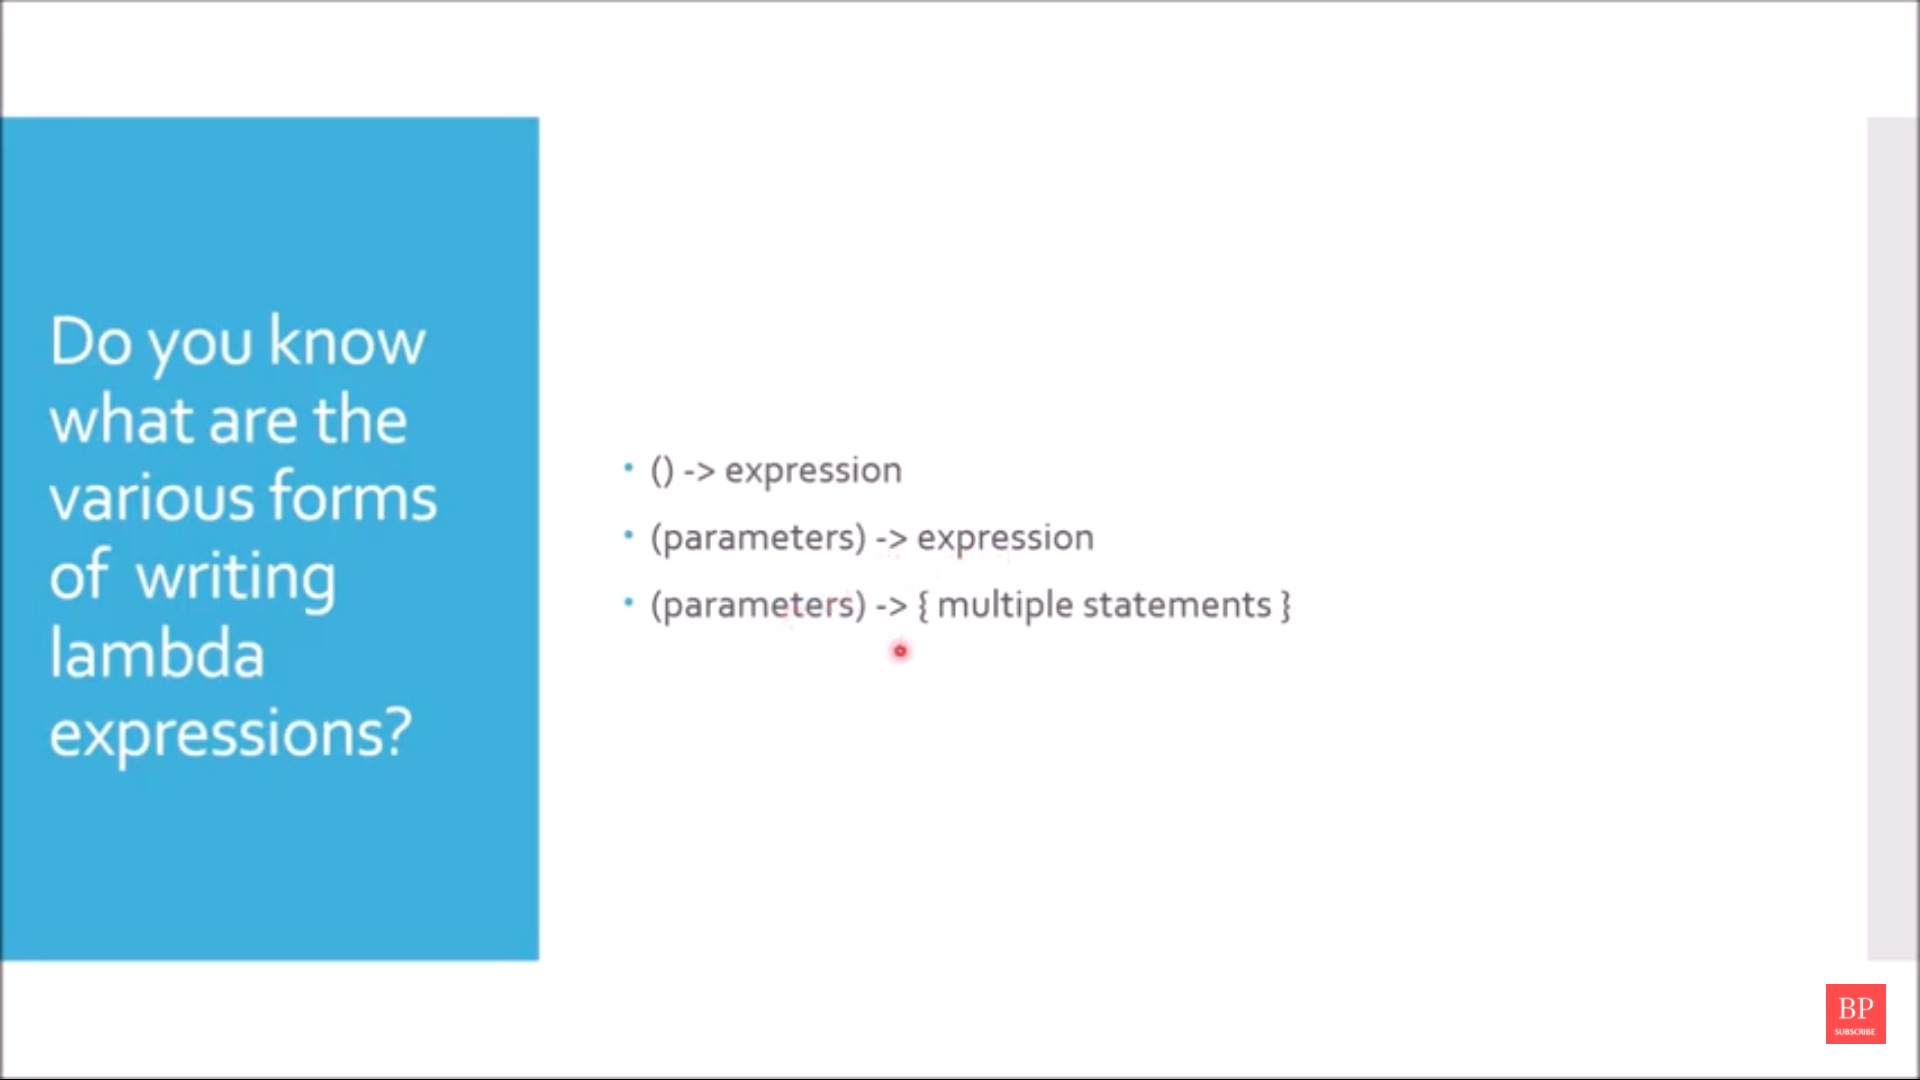 Do you know
what are the
various forms
of writing
lambda
expressions?
() -> expression
(parameters) -> expression
(parameters) -> { multiple statements }
BP
SUBSCRIBE